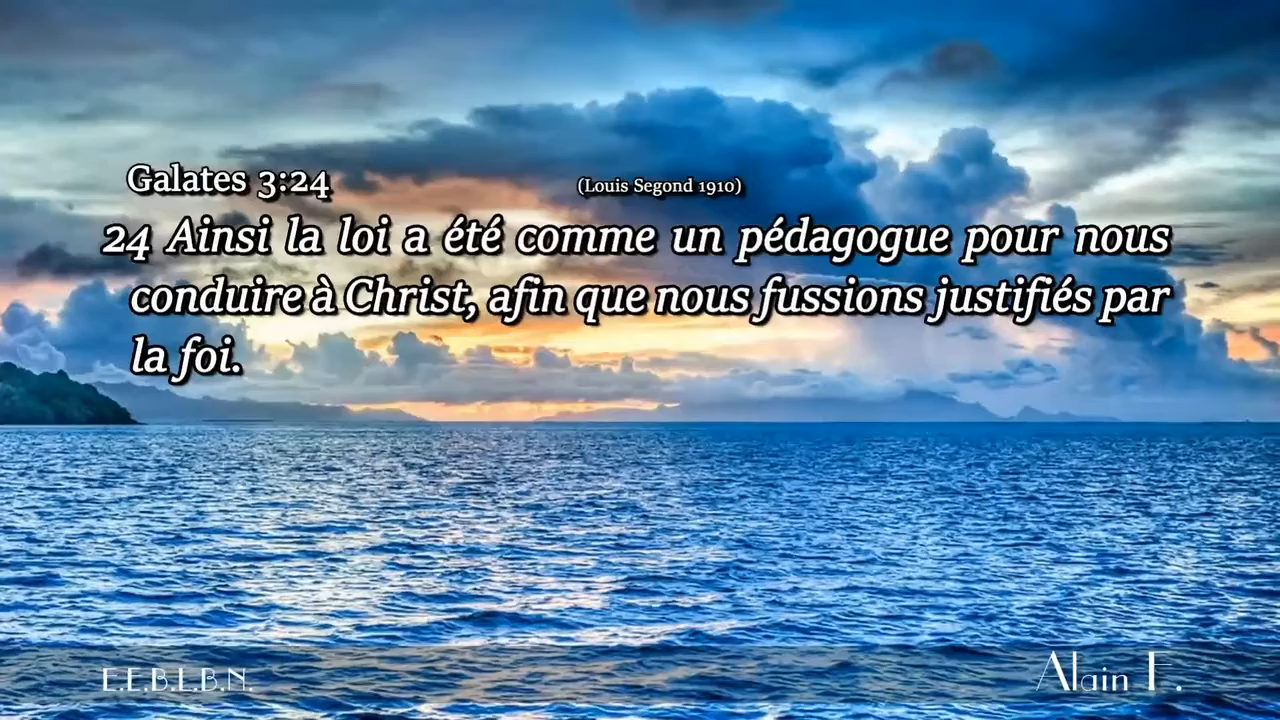 Galates 3:24 (Louis Segond 1910)
24 Ainsi la loi a été comme un pédagogue pour nous
conduire à Christ, afin que nous fussions justifiés par
la foi.
E.E.B.L.B.N. Alain F.